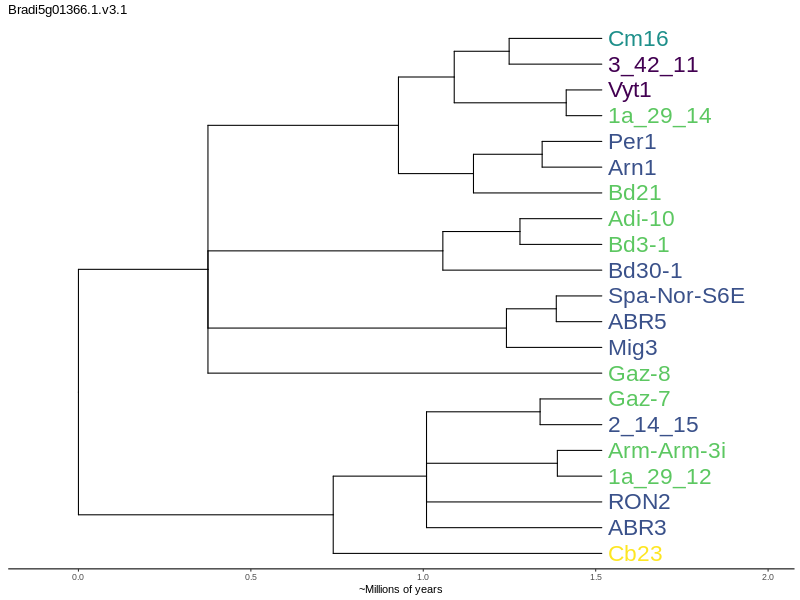 Bradi5g01366.1.v3.1
Cm16
3_42_11
Vyt1
1a_29_14
Per1
Arn1
Bd21
Adi-10
Bd3-1
Bd30-1
Spa-Nor-S6E
ABR5
Mig3
Gaz-8
Gaz-7
2_14_15
Arm-Arm-3i
1a_29_12
RON2
ABR3
Cb23
0.0 0.5 1.0 1.5 2.0
~Millions of years